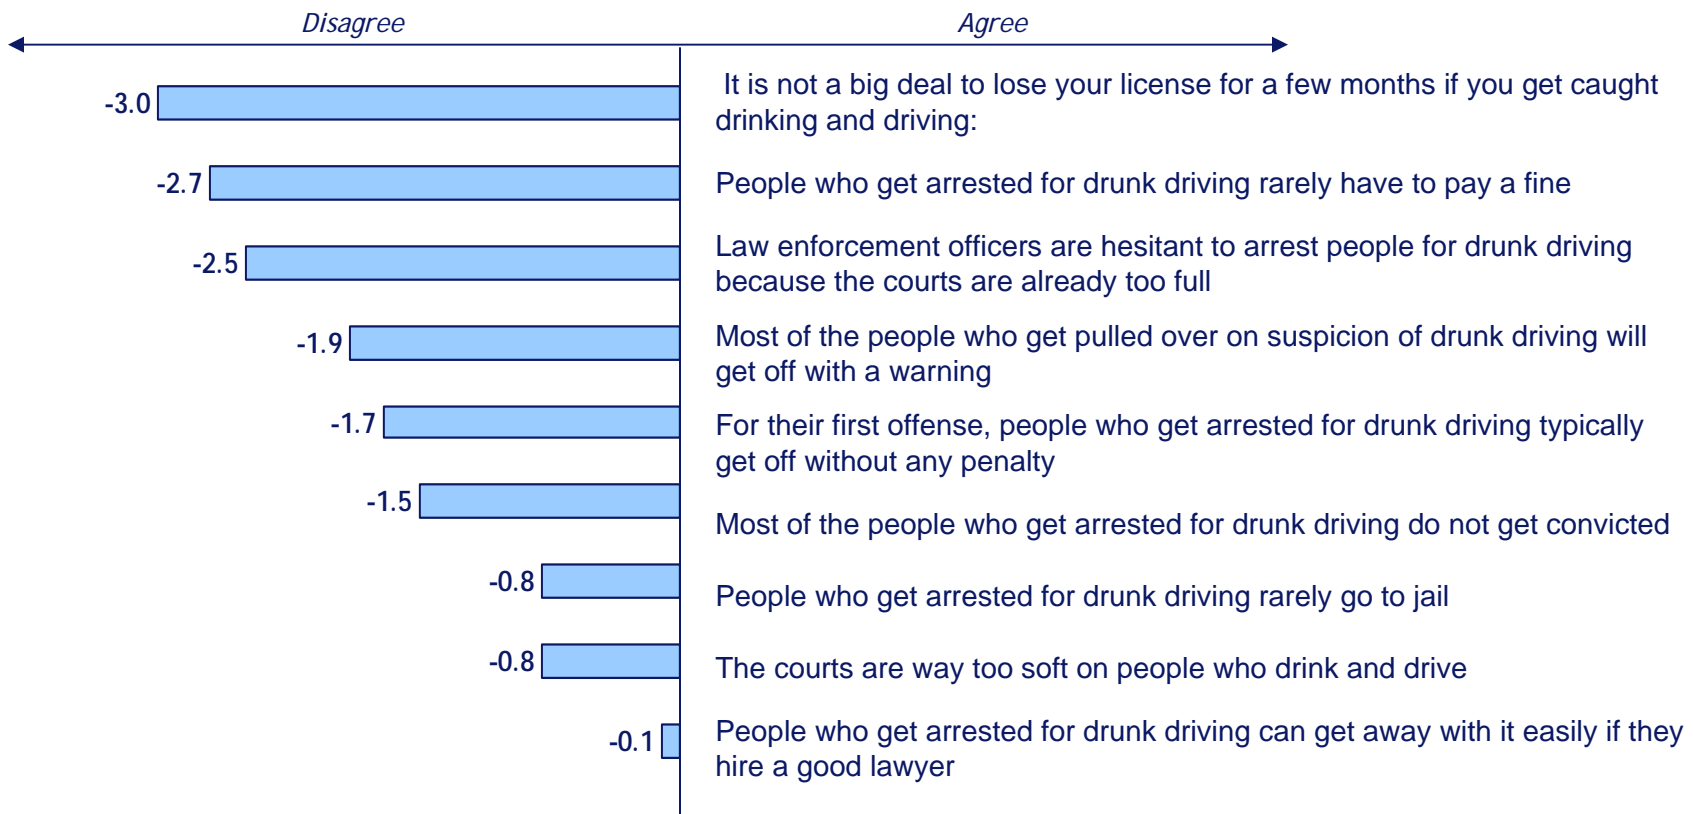 Disagree Agree
-3.0 It is not a big deal to lose your license for a few months if you get caught
drinking and driving:
-2.7 People who get arrested for drunk driving rarely have to pay a fine
-2.5 Law enforcement officers are hesitant to arrest people for drunk driving
because the courts are already too full
-1.9 Most of the people who get pulled over on suspicion of drunk driving will
get off with a warning
-1.7 For their first offense, people who get arrested for drunk driving typically
get off without any penalty
-1.5 Most of the people who get arrested for drunk driving do not get convicted
-0.8 People who get arrested for drunk driving rarely go to jail
-0.8 The courts are way too soft on people who drink and drive
-0.1 People who get arrested for drunk driving can get away with it easily if they
hire a good lawyer